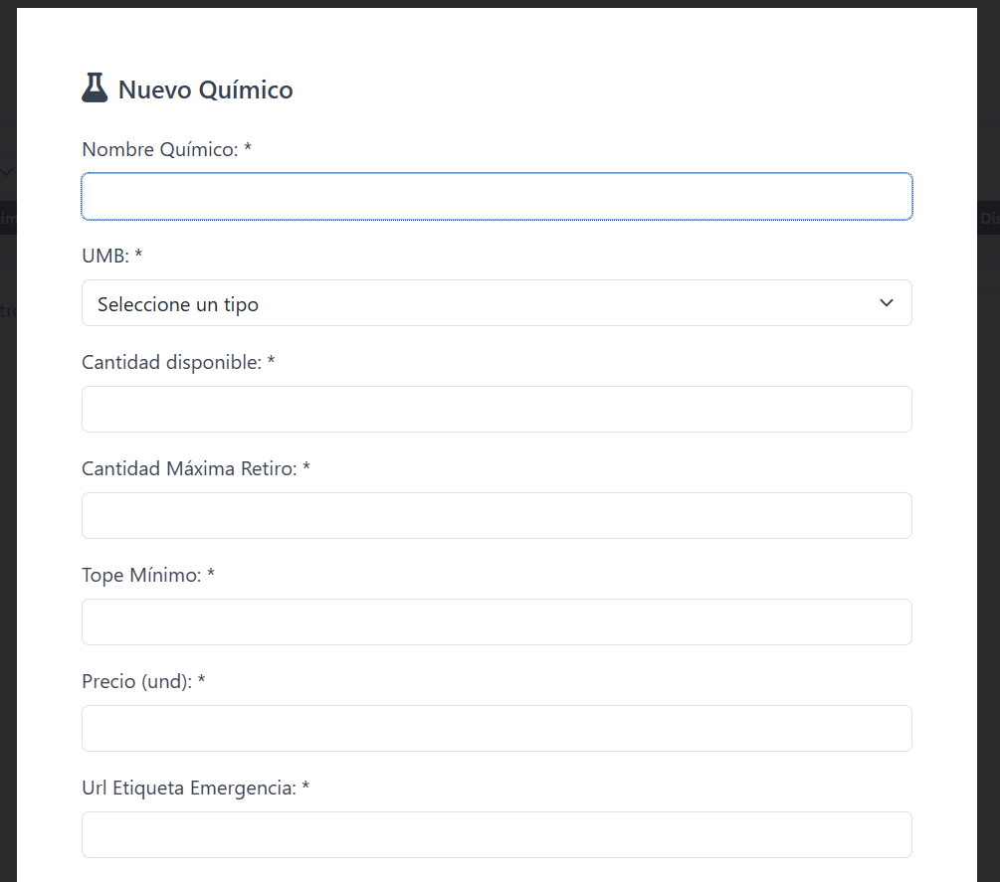 Nuevo Químico
Nombre Químico: *
UMB: *
Seleccione un tipo
Cantidad disponible: *
Cantidad Máxima Retiro: *
Tope Mínimo: *
Precio (und): *
Url Etiqueta Emergencia: *